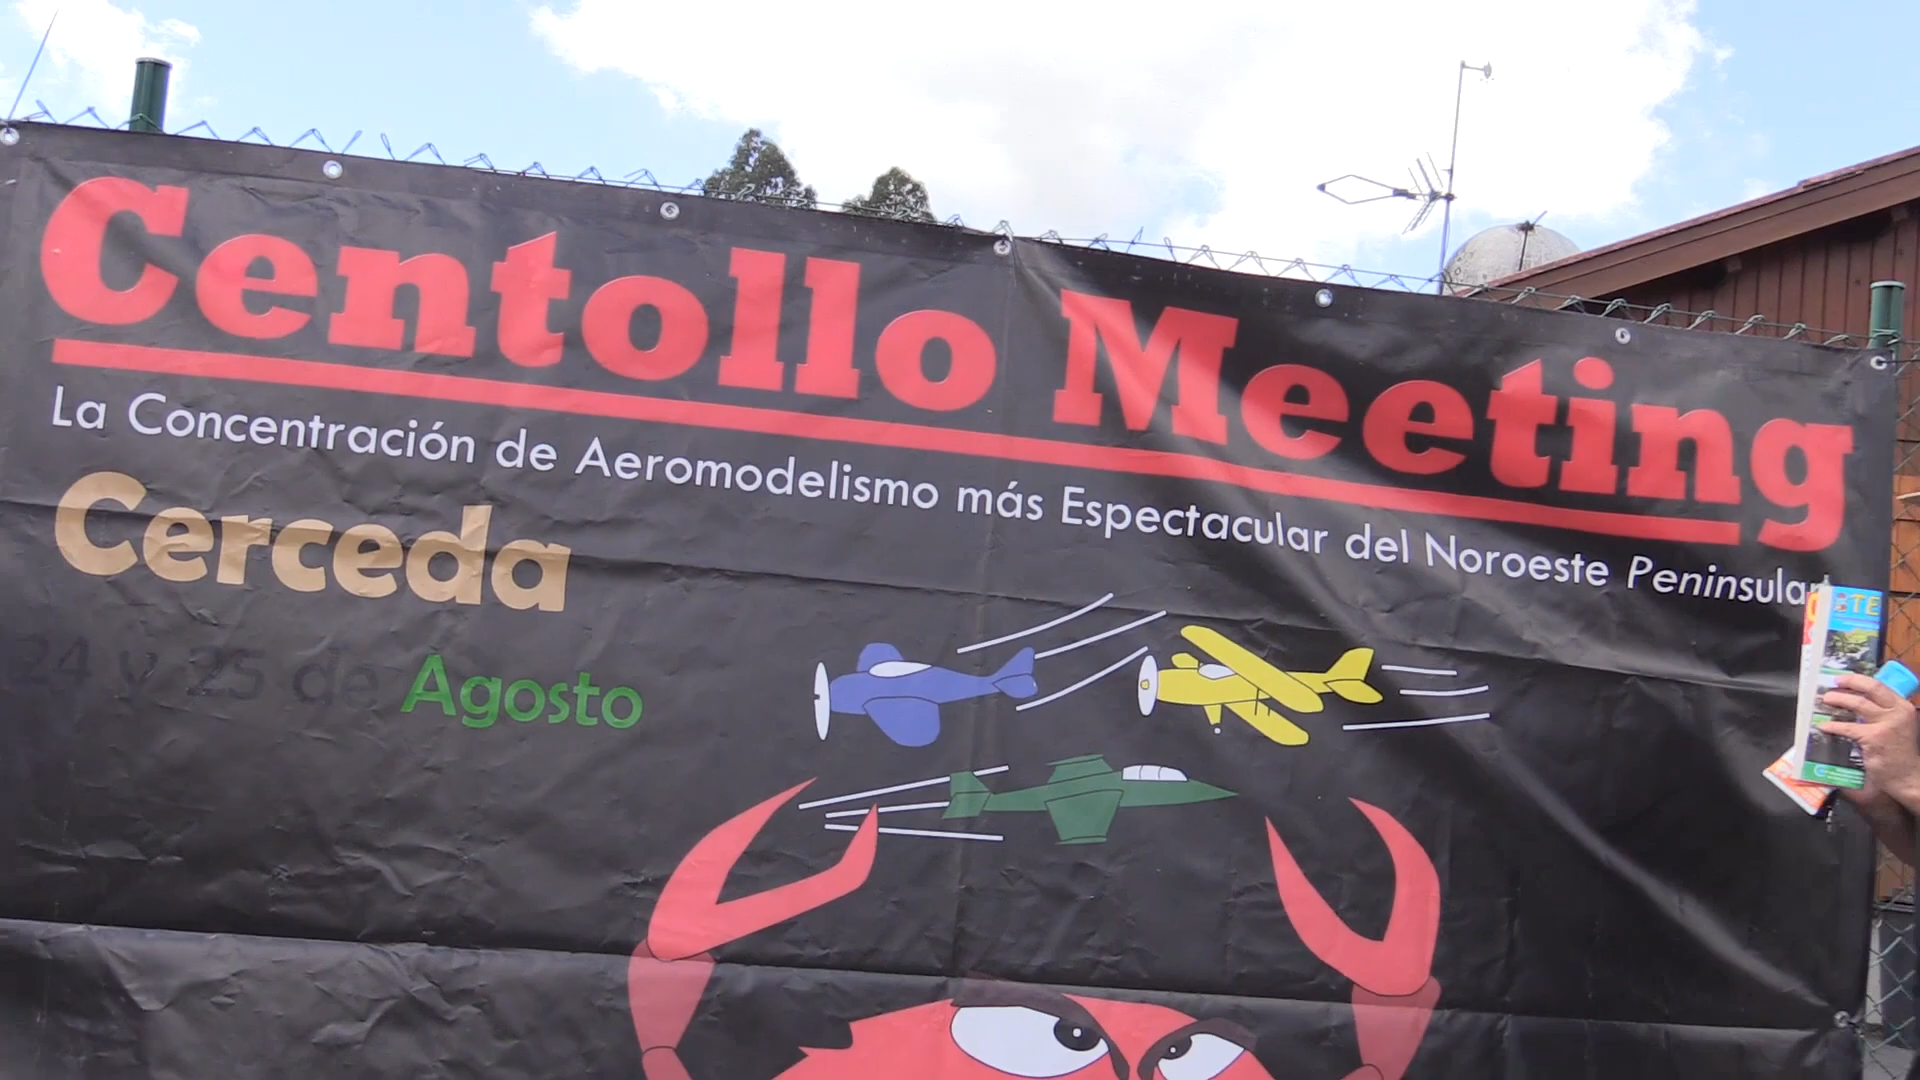 Centollo Meeting
La Concentración de Aeromodelismo más Espectacular del Noroeste Peninsular
Cerceda
24 y 25 de Agosto